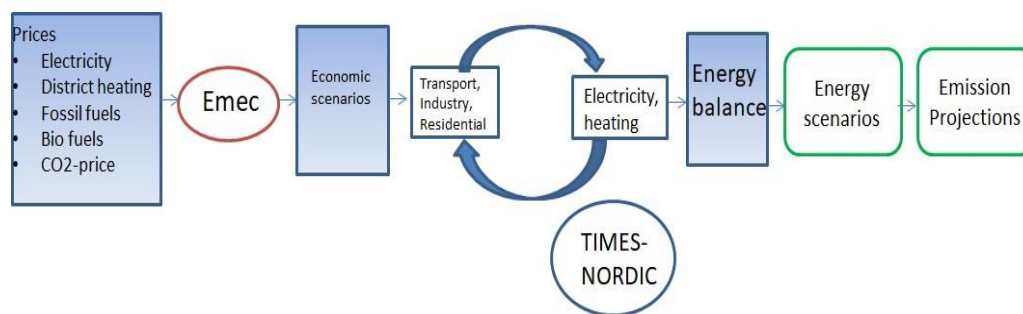 Prices
• Electricity
• District heating
• Fossil fuels
• Bio fuels
• CO2-price
Emec
Economic
scenarios
Transport,
Industry,
Residential
Electricity,
heating
TIMES-
NORDIC
Energy
balance
Energy
scenarios
Emission
Projections